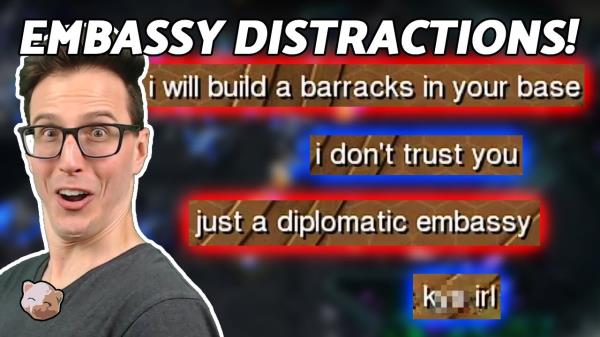 EMBASSY DISTRACTIONS!
i will build a barracks in your base
i don't trust you
just a diplomatic embassy
irl